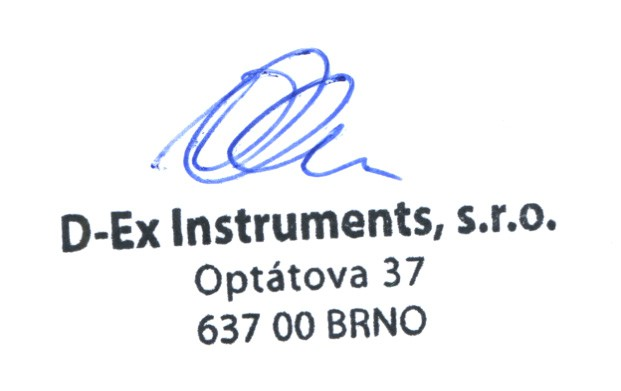 D-Ex Instruments, s.r.o.
Optátova 37
637 00 BRNO